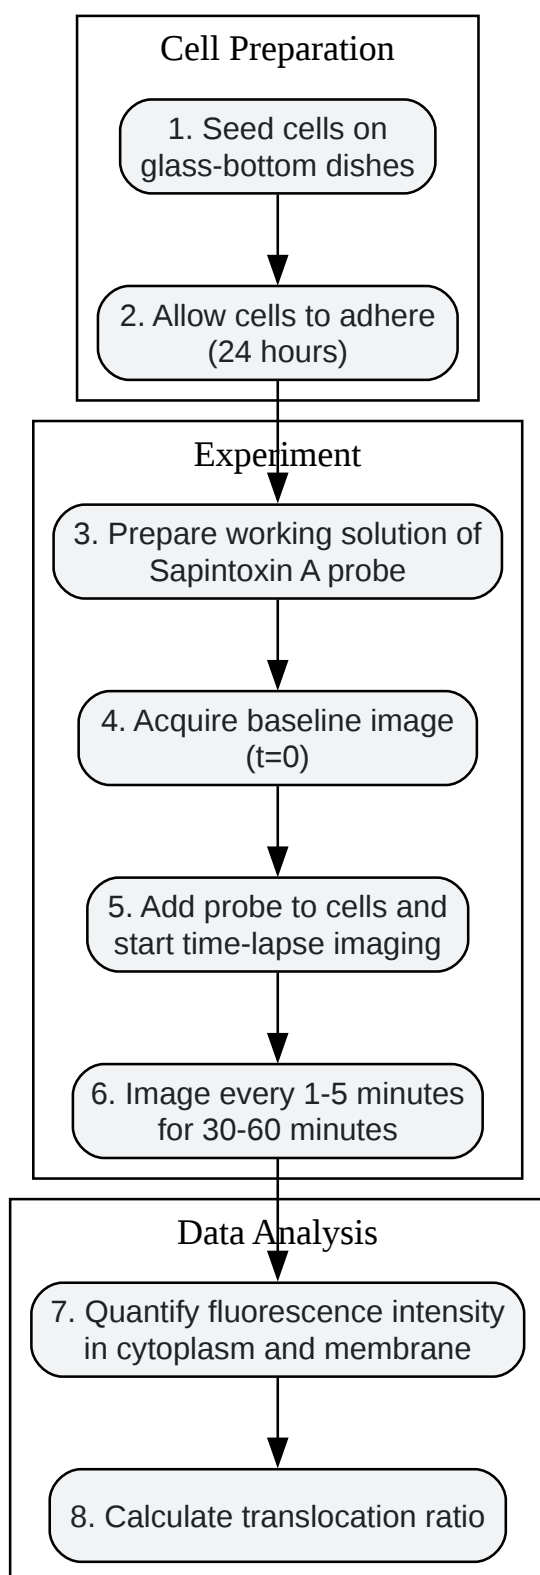 Cell Preparation
1. Seed cells on
glass-bottom dishes
2. Allow cells to adhere
(24 hours)
Experiment
3. Prepare working solution of
Sapintoxin A probe
4. Acquire baseline image
(t=0)
5. Add probe to cells and
start time-lapse imaging
6. Image every 1-5 minutes
for 30-60 minutes
Data Analysis
7. Quantify fluorescence intensity
in cytoplasm and membrane
8. Calculate translocation ratio